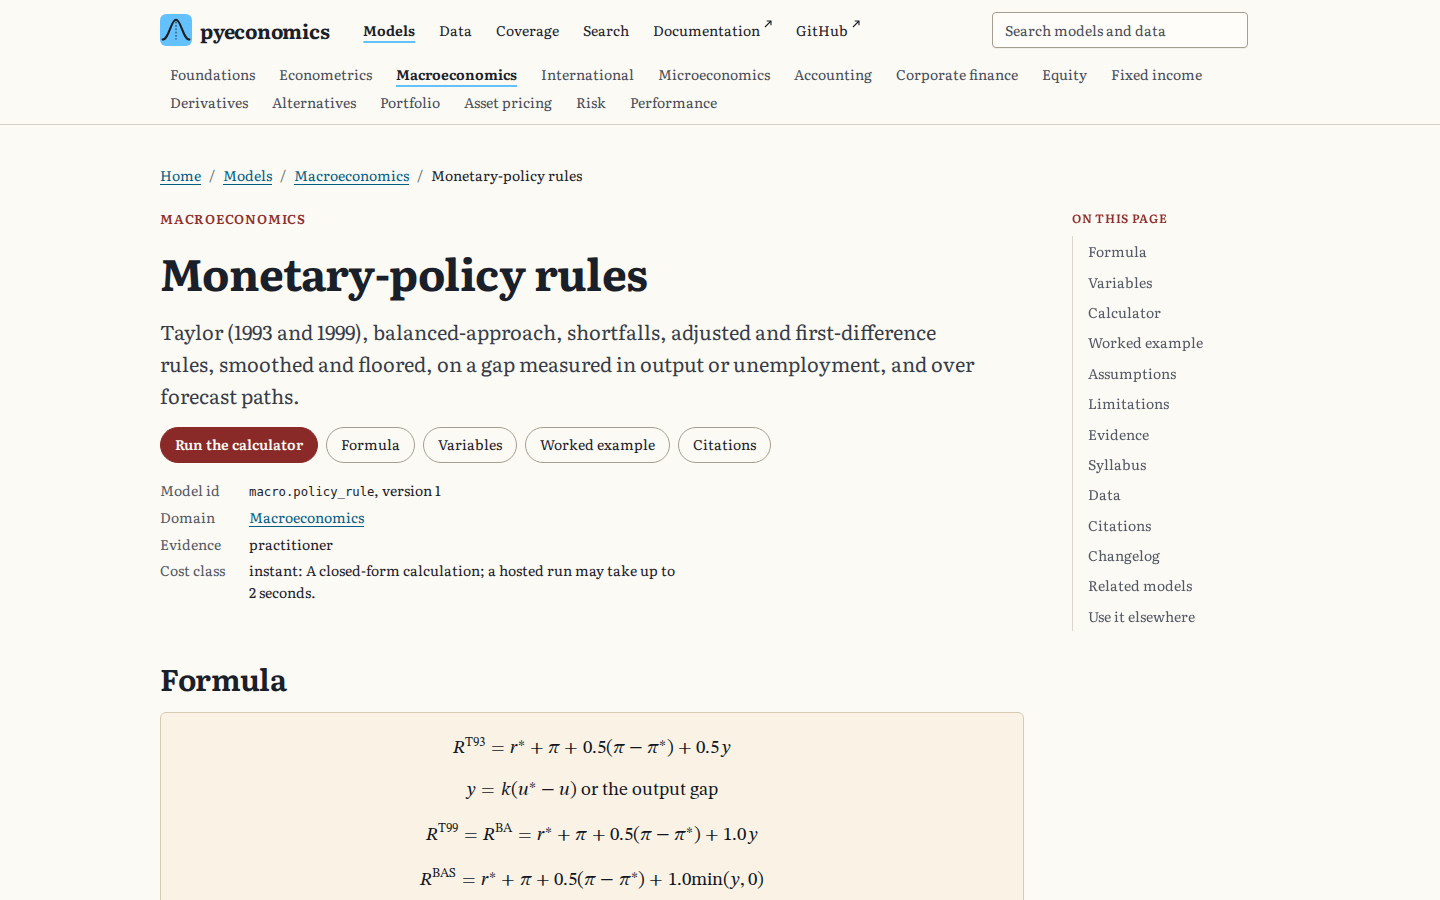 pyeconomics
Models Data Coverage Search Documentation ↗ GitHub ↗
Search models and data
Foundations Econometrics Macroeconomics International Microeconomics Accounting Corporate finance Equity Fixed income
Derivatives Alternatives Portfolio Asset pricing Risk Performance
Home / Models / Macroeconomics / Monetary-policy rules
MACROECONOMICS
Monetary-policy rules
Taylor (1993 and 1999), balanced-approach, shortfalls, adjusted and first-difference
rules, smoothed and floored, on a gap measured in output or unemployment, and over
forecast paths.
Run the calculator Formula Variables Worked example Citations
Model id macro.policy_rule, version 1
Domain Macroeconomics
Evidence practitioner
Cost class instant: A closed-form calculation; a hosted run may take up to
2 seconds.
ON THIS PAGE
Formula
Variables
Calculator
Worked example
Assumptions
Limitations
Evidence
Syllabus
Data
Citations
Changelog
Related models
Use it elsewhere
Formula
R^T93 = r* + π + 0.5(π − π*) + 0.5y
y = k(u* − u) or the output gap
R^T99 = R^BA = r* + π + 0.5(π − π*) + 1.0y
R^BAS = r* + π + 0.5(π − π*) + 1.0min(y, 0)